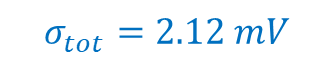 σ_tot = 2.12 mV